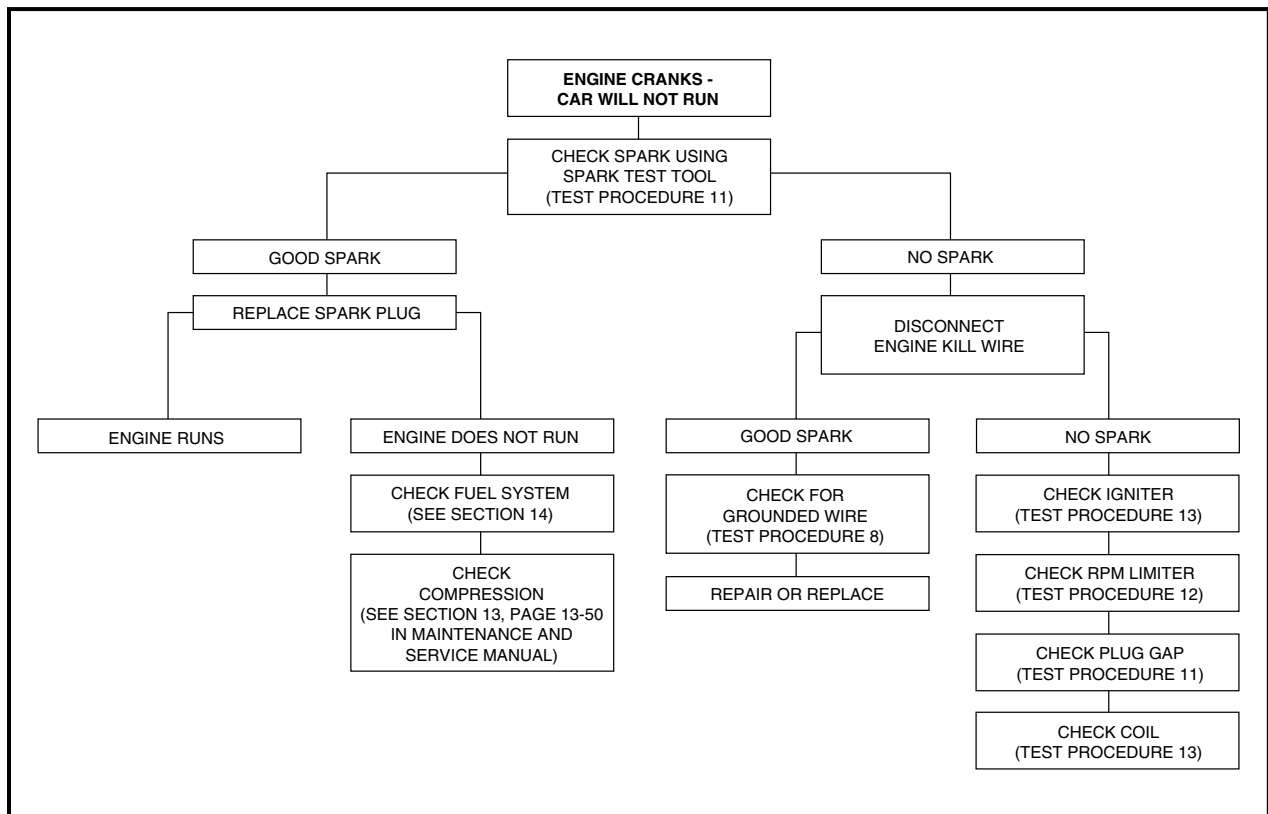 ENGINE CRANKS -
CAR WILL NOT RUN
CHECK SPARK USING
SPARK TEST TOOL
(TEST PROCEDURE 11)
GOOD SPARK
REPLACE SPARK PLUG
ENGINE RUNS
ENGINE DOES NOT RUN
CHECK FUEL SYSTEM
(SEE SECTION 14)
CHECK
COMPRESSION
(SEE SECTION 13, PAGE 13-50
IN MAINTENANCE AND
SERVICE MANUAL)
NO SPARK
DISCONNECT
ENGINE KILL WIRE
GOOD SPARK
CHECK FOR
GROUNDED WIRE
(TEST PROCEDURE 8)
REPAIR OR REPLACE
NO SPARK
CHECK IGNITER
(TEST PROCEDURE 13)
CHECK RPM LIMITER
(TEST PROCEDURE 12)
CHECK PLUG GAP
(TEST PROCEDURE 11)
CHECK COIL
(TEST PROCEDURE 13)